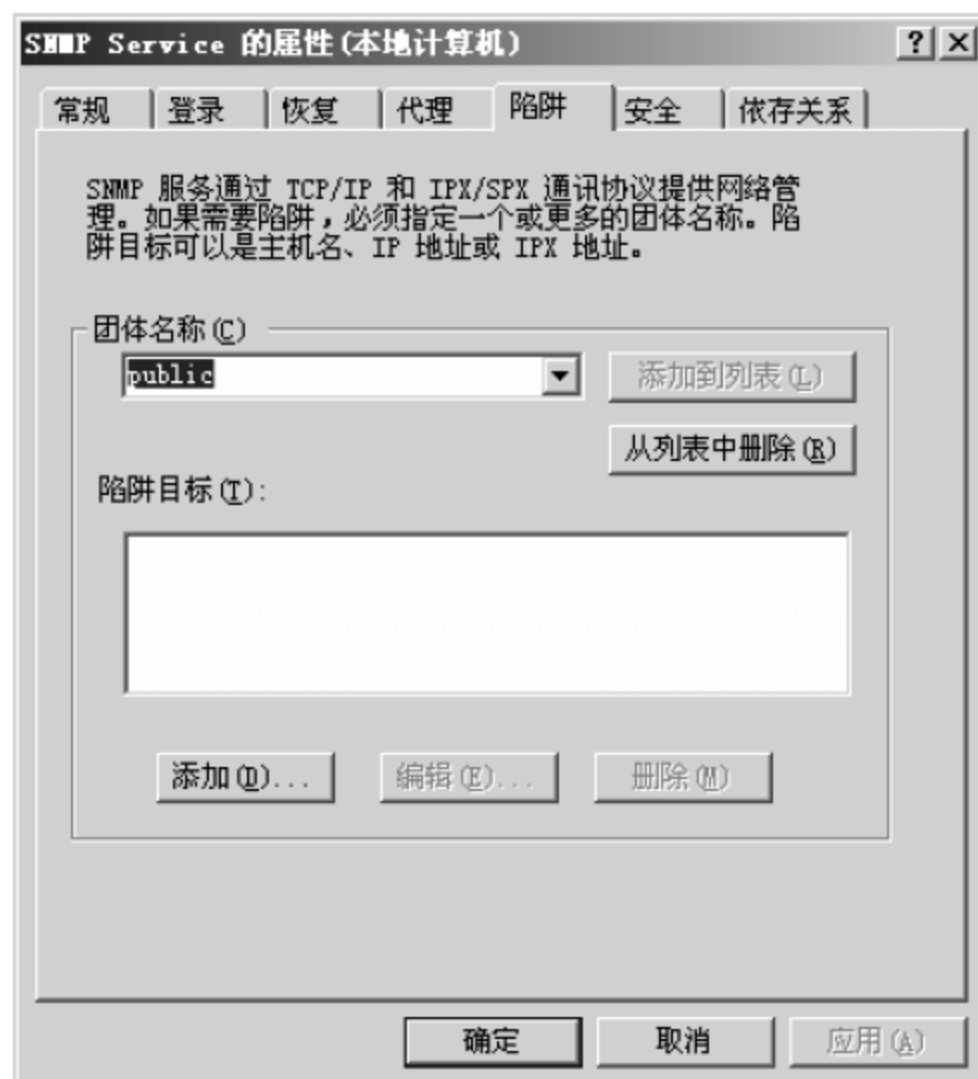 SNMP Service 的属性(本地计算机)
常规 登录 恢复 代理 陷阱 安全 依存关系
SNMP 服务通过 TCP/IP 和 IPX/SPX 通讯协议提供网络管
理。如果需要陷阱，必须指定一个或更多的团体名称。陷
阱目标可以是主机名、IP 地址或 IPX 地址。
团体名称(C)
public 添加到列表(L)
从列表中册除(R)
陷阱目标(T):
添加(D)... 编辑(E)... 册除(M)
确定 取消 应用(A)